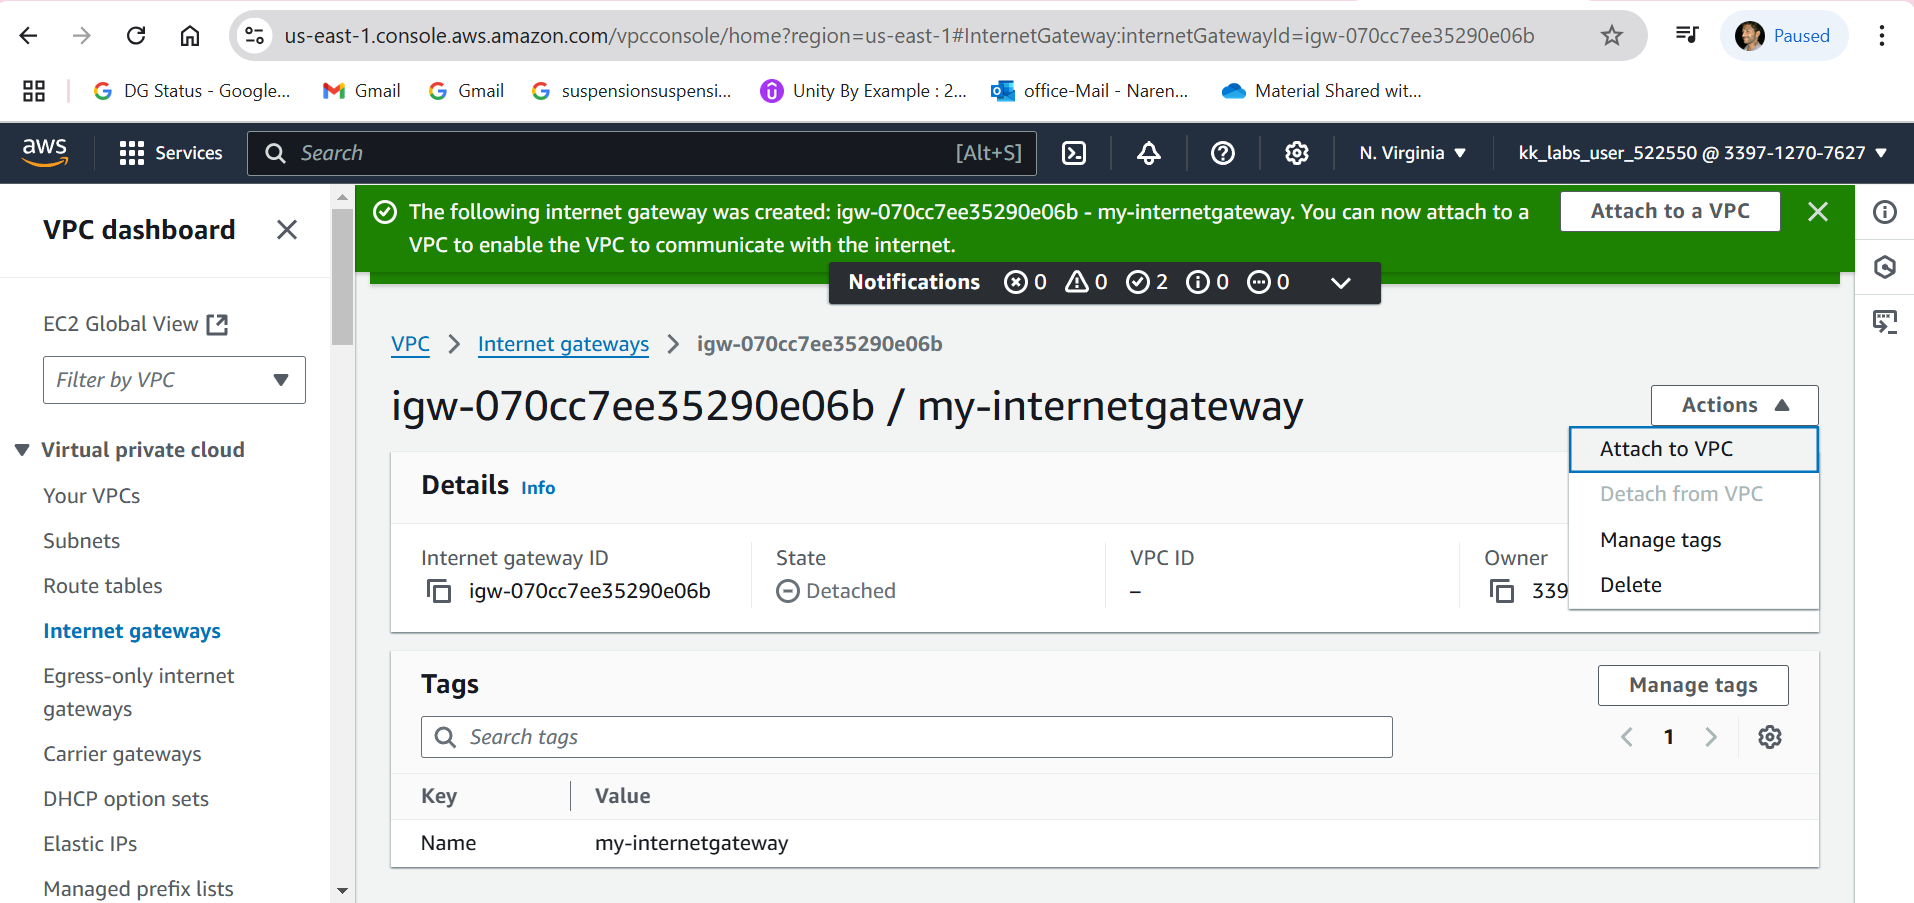 us-east-1.console.aws.amazon.com/vpcconsole/home?region=us-east-1#InternetGateway:internetGatewayId=igw-070cc7ee35290e06b
Paused
DG Status - Google...
Gmail
Gmail
suspensionsuspensi...
Unity By Example : 2...
office-Mail - Naren...
Material Shared wit...
aws
Services
Search
[Alt+S]
N. Virginia
kk_labs_user_522550 @ 3397-1270-7627
VPC dashboard
EC2 Global View
Filter by VPC
Virtual private cloud
Your VPCs
Subnets
Route tables
Internet gateways
Egress-only internet
gateways
Carrier gateways
DHCP option sets
Elastic IPs
Managed prefix lists
The following internet gateway was created: igw-070cc7ee35290e06b - my-internetgateway. You can now attach to a
VPC to enable the VPC to communicate with the internet.
Attach to a VPC
Notifications 0 0 2 0 0
VPC > Internet gateways > igw-070cc7ee35290e06b
igw-070cc7ee35290e06b / my-internetgateway
Actions
Attach to VPC
Detach from VPC
Manage tags
Delete
Details Info
Internet gateway ID
igw-070cc7ee35290e06b
State
Detached
VPC ID
–
Owner
339
Tags
Manage tags
Search tags
1
Key Value
Name my-internetgateway